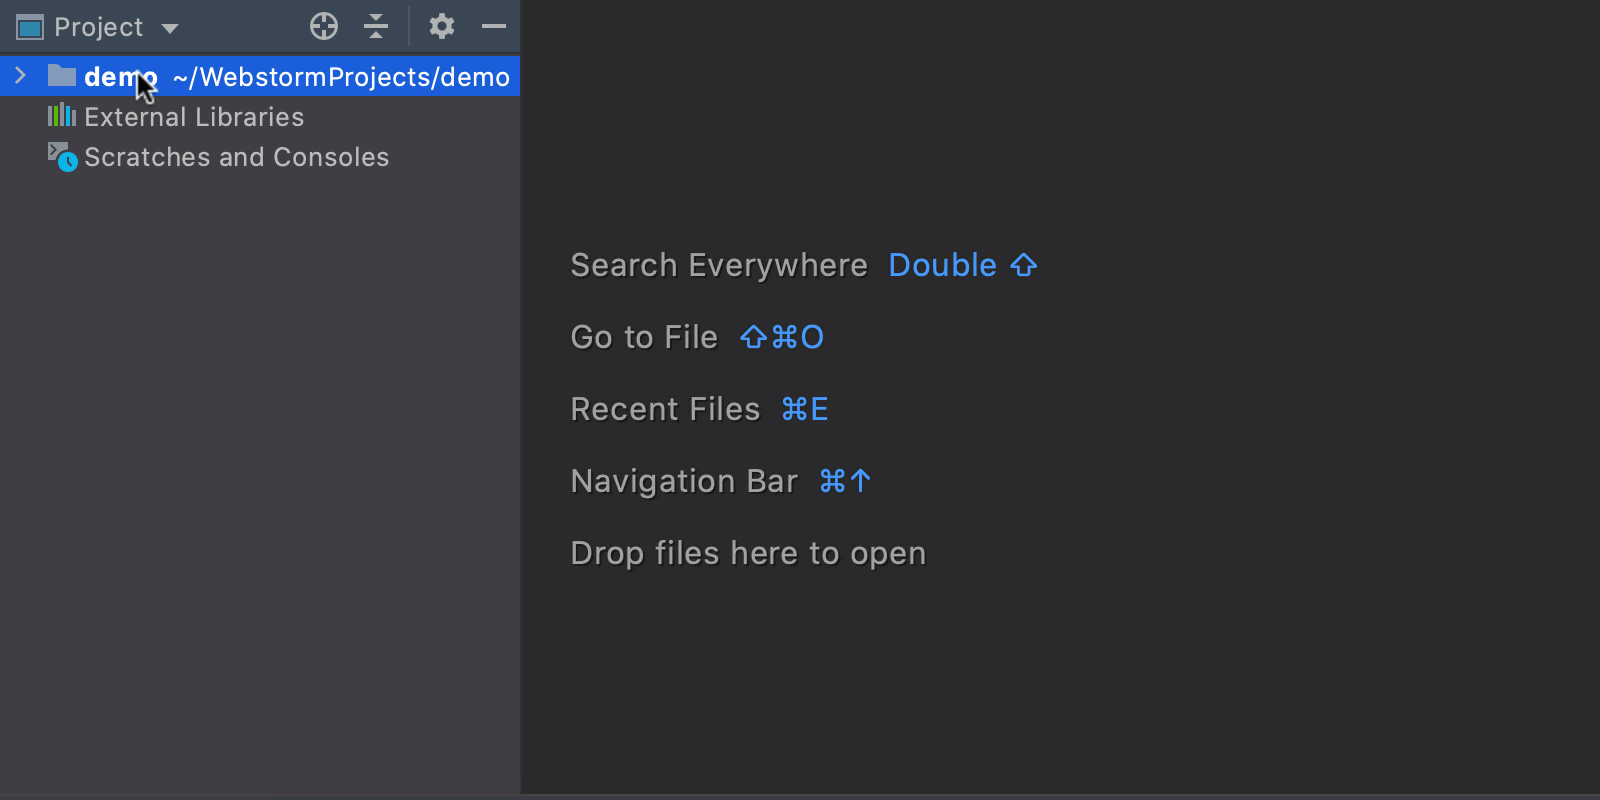 Project
demo ~/WebstormProjects/demo
External Libraries
Scratches and Consoles
Search Everywhere Double ⇧
Go to File ⇧⌘O
Recent Files ⌘E
Navigation Bar ⌘↑
Drop files here to open